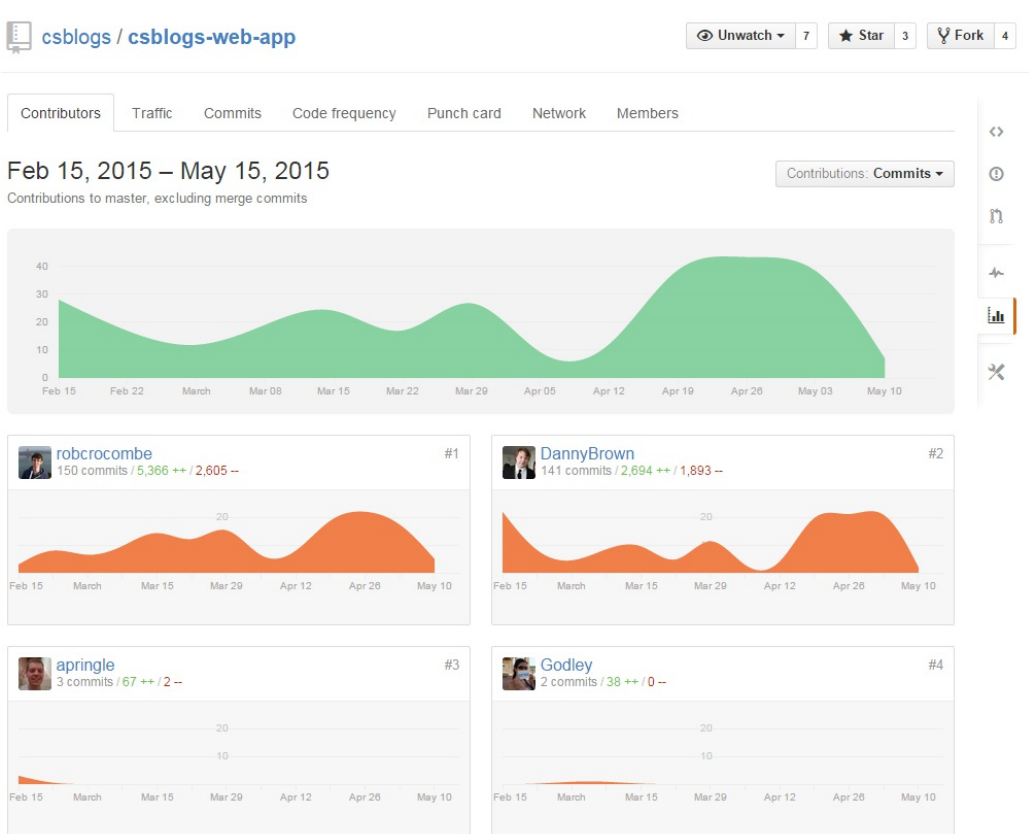 csblogs / csblogs-web-app
Unwatch 7 Star 3 Fork 4
Contributors Traffic Commits Code frequency Punch card Network Members
Feb 15, 2015 – May 15, 2015
Contributions: Commits
Contributions to master, excluding merge commits
40
30
20
10
0
Feb 15 Feb 22 March Mar 08 Mar 15 Mar 22 Mar 29 Apr 05 Apr 12 Apr 19 Apr 26 May 03 May 10
robcrocombe #1
150 commits / 5,366 ++ / 2,605 --
20
Feb 15 March Mar 15 Mar 29 Apr 12 Apr 26 May 10
DannyBrown #2
141 commits / 2,694 ++ / 1,893 --
20
Feb 15 March Mar 15 Mar 29 Apr 12 Apr 26 May 10
apringle #3
3 commits / 67 ++ / 2 --
20
10
Feb 15 March Mar 15 Mar 29 Apr 12 Apr 26 May 10
Godley #4
2 commits / 38 ++ / 0 --
20
10
Feb 15 March Mar 15 Mar 29 Apr 12 Apr 26 May 10